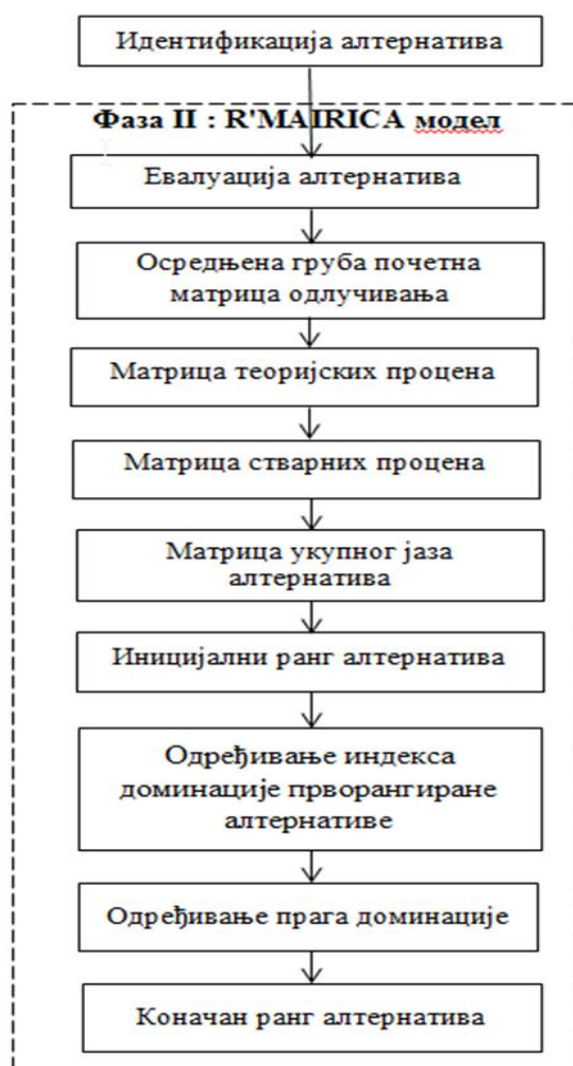 Идентификација алтернатива
Фаза II : R'MAIRICA модел
Евалуација алтернатива
Осредњена груба почетна
матрица одлучивања
Матрица теоријских процена
Матрица стварних процена
Матрица укупног јаза
алтернатива
Иницијални ранг алтернатива
Одређивање индекса
доминације прворангиране
алтернативе
Одређивање прага доминације
Коначан ранг алтернатива